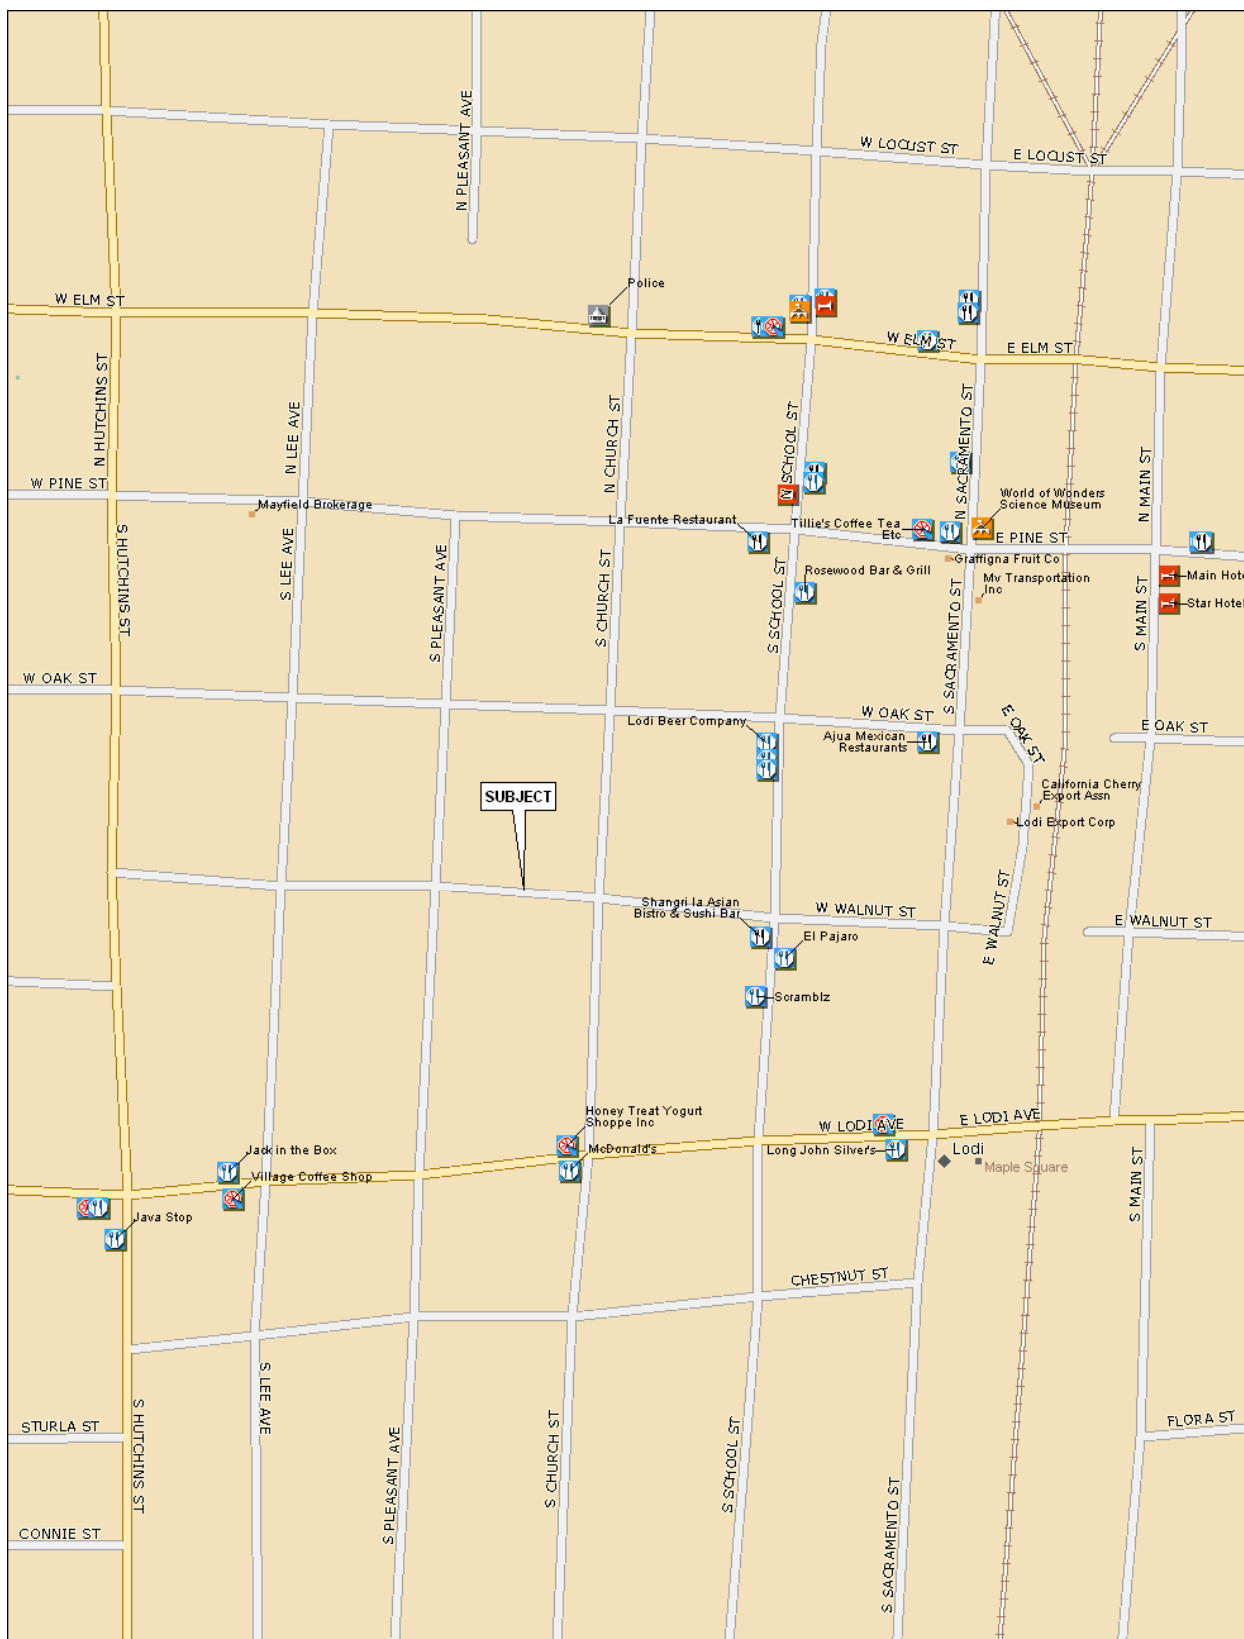 N PLEASANT AVE
W LOCUST ST
E LOCUST ST
Police
W ELM ST
W ELM ST
E ELM ST
N HUTCHINS ST
N LEE AVE
N CHURCH ST
N SCHOOL ST
N SACRAMENTO ST
N MAIN ST
W PINE ST
Mayfield Brokerage
La Fuente Restaurant
Tillie's Coffee Tea
Etc
World of Wonders
Science Museum
E PINE ST
Graffigna Fruit Co
Rosewood Bar & Grill
Mv Transportation
Inc
Main Hote
Star Hotel
S HUTCHINS ST
S LEE AVE
S PLEASANT AVE
S CHURCH ST
S SCHOOL ST
S SACRAMENTO ST
S MAIN ST
W OAK ST
W OAK ST
E OAK ST
E OAK ST
Lodi Beer Company
Ajua Mexican
Restaurants
SUBJECT
California Cherry
Export Assn
Lodi Export Corp
Shangri la Asian
Bistro & Sushi Bar
W WALNUT ST
E WALNUT ST
E WALNUT ST
El Pajaro
Scramblz
Honey Treat Yogurt
Shoppe Inc
McDonald's
W LODI AVE
E LODI AVE
Long John Silver's
Lodi
Maple Square
Jack in the Box
Village Coffee Shop
Java Stop
S MAIN ST
CHESTNUT ST
S LEE AVE
S HUTCHINS ST
STURLA ST
S PLEASANT AVE
S CHURCH ST
S SCHOOL ST
S SACRAMENTO ST
FLORA ST
CONNIE ST